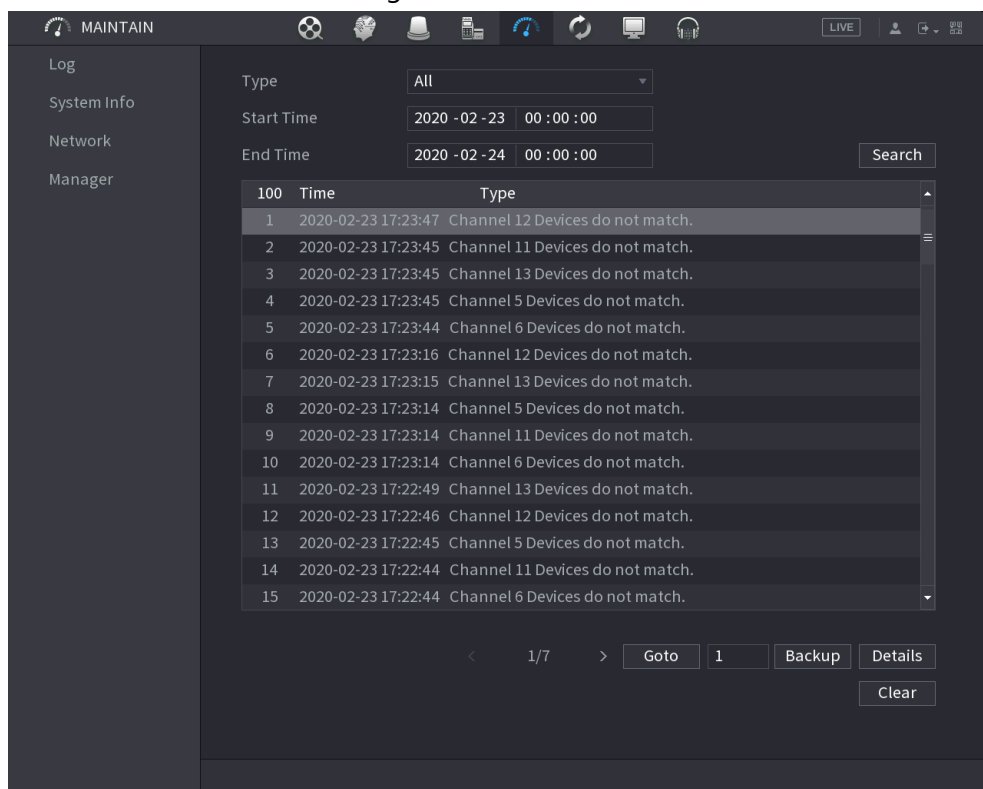 MAINTAIN LIVE
Log
System Info
Network
Manager
Type All
Start Time 2020 -02 -23 00 :00 :00
End Time 2020 -02 -24 00 :00 :00 Search
100 Time Type
1 2020-02-23 17:23:47 Channel 12 Devices do not match.
2 2020-02-23 17:23:45 Channel 11 Devices do not match.
3 2020-02-23 17:23:45 Channel 13 Devices do not match.
4 2020-02-23 17:23:45 Channel 5 Devices do not match.
5 2020-02-23 17:23:44 Channel 6 Devices do not match.
6 2020-02-23 17:23:16 Channel 12 Devices do not match.
7 2020-02-23 17:23:15 Channel 13 Devices do not match.
8 2020-02-23 17:23:14 Channel 5 Devices do not match.
9 2020-02-23 17:23:14 Channel 11 Devices do not match.
10 2020-02-23 17:23:14 Channel 6 Devices do not match.
11 2020-02-23 17:22:49 Channel 13 Devices do not match.
12 2020-02-23 17:22:46 Channel 12 Devices do not match.
13 2020-02-23 17:22:45 Channel 5 Devices do not match.
14 2020-02-23 17:22:44 Channel 11 Devices do not match.
15 2020-02-23 17:22:44 Channel 6 Devices do not match.
< 1/7 > Goto 1 Backup Details
Clear